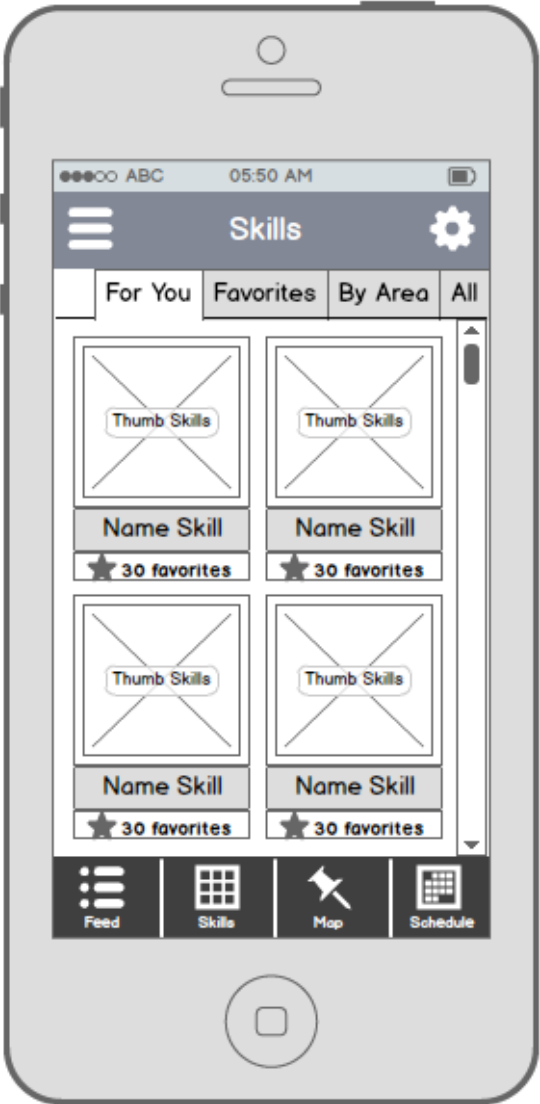 ABC 05:50 AM
Skills
For You Favorites By Area All
Thumb Skills Thumb Skills
Name Skill Name Skill
30 favorites 30 favorites
Thumb Skills Thumb Skills
Name Skill Name Skill
30 favorites 30 favorites
Feed Skills Map Schedule